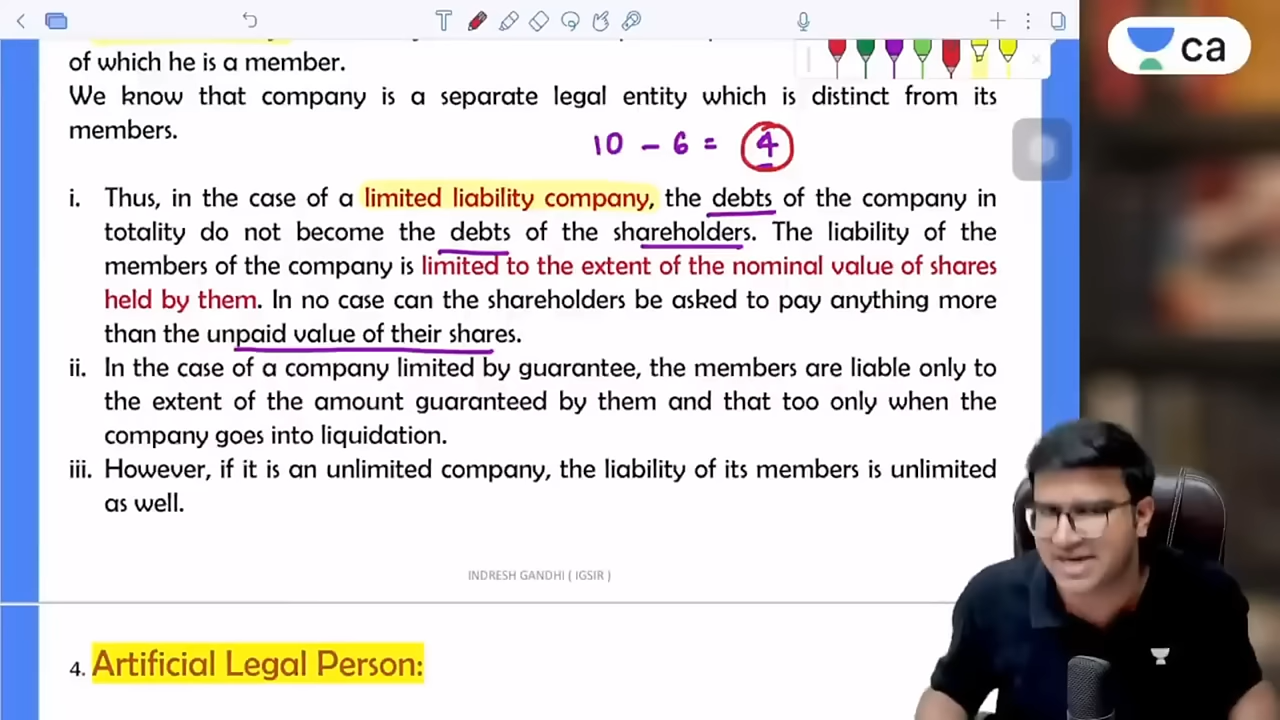 ca
of which he is a member.
We know that company is a separate legal entity which is distinct from its
members.
10 - 6 = 4
i. Thus, in the case of a limited liability company, the debts of the company in
totality do not become the debts of the shareholders. The liability of the
members of the company is limited to the extent of the nominal value of shares
held by them. In no case can the shareholders be asked to pay anything more
than the unpaid value of their shares.
ii. In the case of a company limited by guarantee, the members are liable only to
the extent of the amount guaranteed by them and that too only when the
company goes into liquidation.
iii. However, if it is an unlimited company, the liability of its members is unlimited
as well.
INDRESH GANDHI ( IGSIR )
4. Artificial Legal Person: